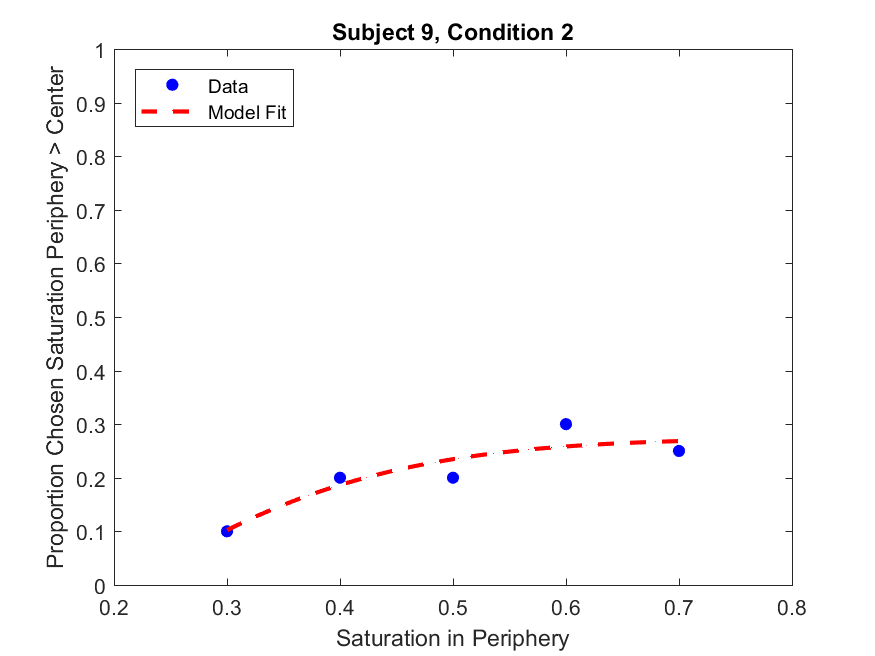 Subject 9, Condition 2
Proportion Chosen Saturation Periphery > Center
1
0.9
0.8
0.7
0.6
0.5
0.4
0.3
0.2
0.1
0
Data
Model Fit
0.2 0.3 0.4 0.5 0.6 0.7 0.8
Saturation in Periphery